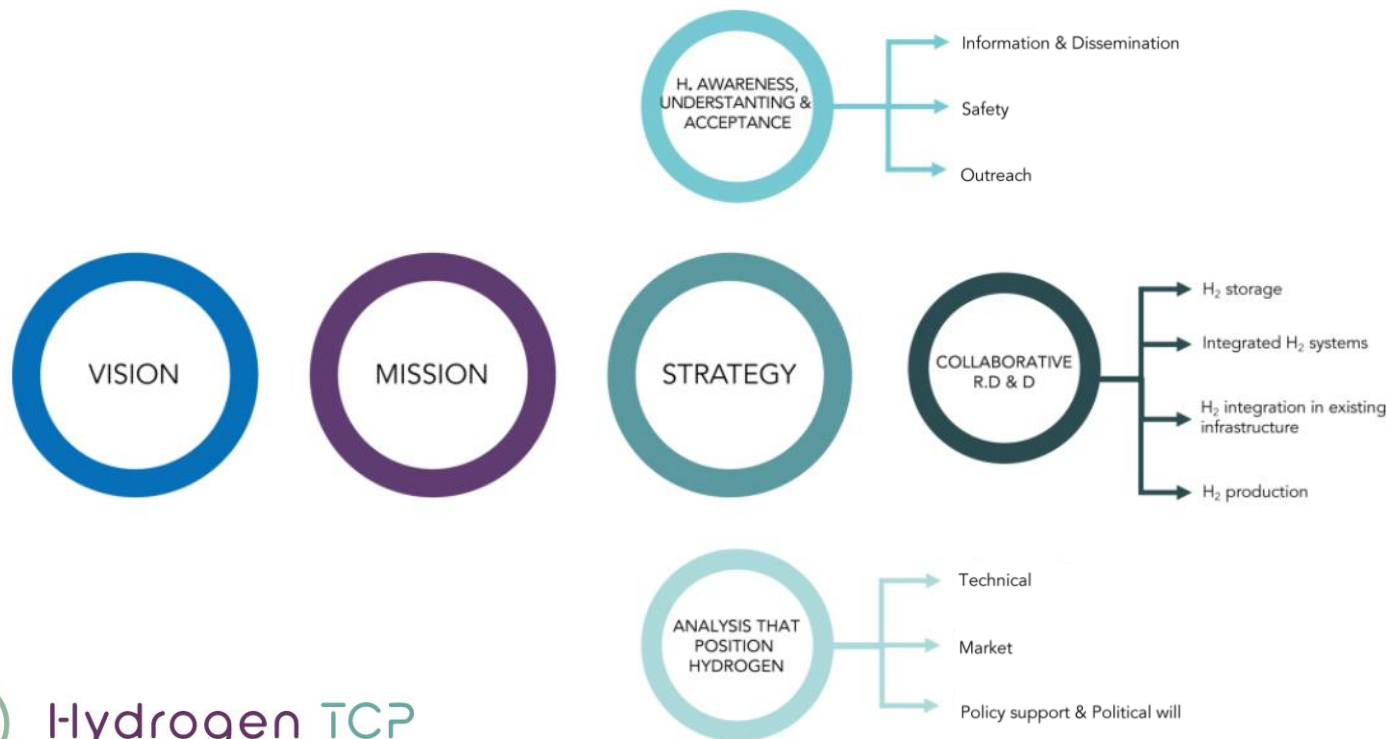 H. AWARENESS,
UNDERSTANTING &
ACCEPTANCE
Information & Dissemination
Safety
Outreach
VISION
MISSION
STRATEGY
COLLABORATIVE
R.D & D
H₂ storage
Integrated H₂ systems
H₂ integration in existing
infrastructure
H₂ production
ANALYSIS THAT
POSITION
HYDROGEN
Technical
Market
Policy support & Political will
Hydrogen TCP